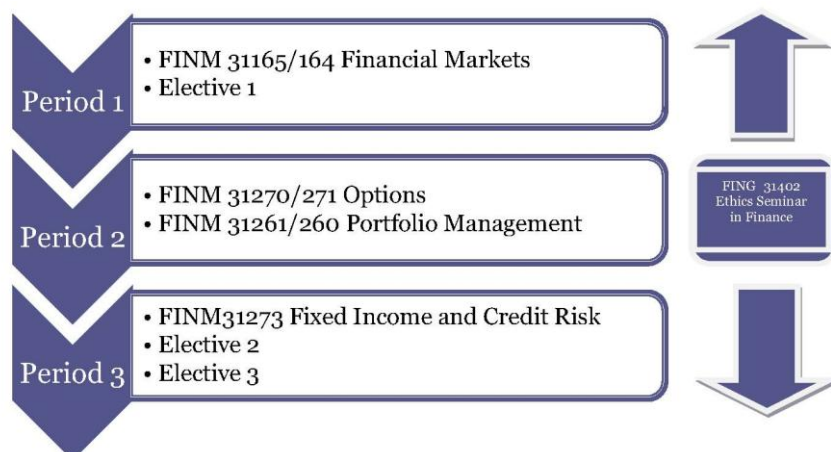 Period 1
• FINM 31165/164 Financial Markets
• Elective 1
Period 2
• FINM 31270/271 Options
• FINM 31261/260 Portfolio Management
Period 3
• FINM31273 Fixed Income and Credit Risk
• Elective 2
• Elective 3
FING 31402
Ethics Seminar
in Finance